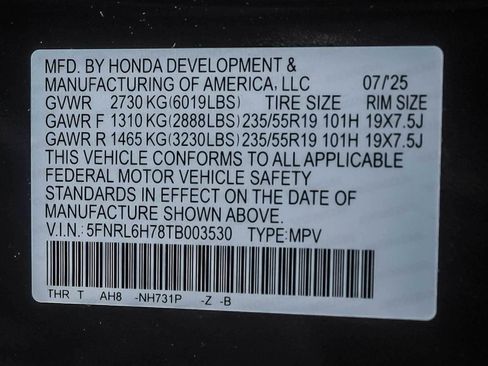 MFD. BY HONDA DEVELOPMENT &
MANUFACTURING OF AMERICA, LLC 07/'25
GVWR 2730 KG(6019LBS) TIRE SIZE RIM SIZE
GAWR F 1310 KG(2888LBS) 235/55R19 101H 19X7.5J
GAWR R 1465 KG(3230LBS) 235/55R19 101H 19X7.5J
THIS VEHICLE CONFORMS TO ALL APPLICABLE
FEDERAL MOTOR VEHICLE SAFETY
STANDARDS IN EFFECT ON THE DATE OF
MANUFACTURE SHOWN ABOVE.
V.I.N.: 5FNRL6H78TB003530 TYPE:MPV
THR T AH8 -NH731P -Z -B